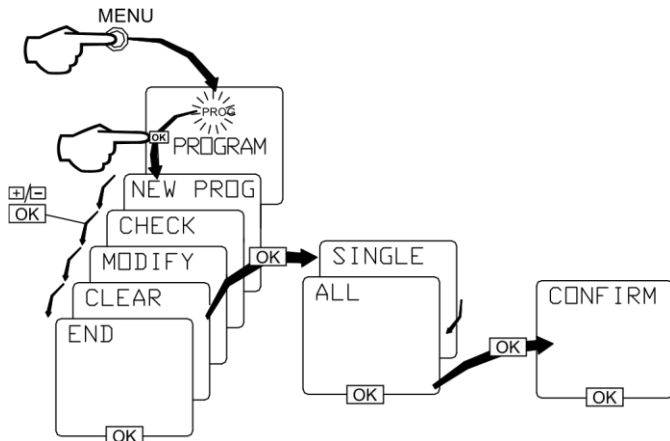 MENU
PROG
OK
PROGRAM
NEW PROG
+/-
OK
CHECK
MODIFY
OK
SINGLE
CLEAR
ALL
CONFIRM
END
OK
OK
OK
OK